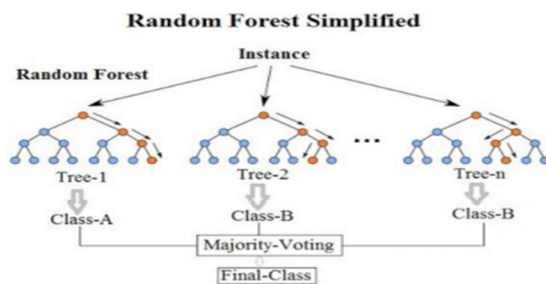 Random Forest Simplified
Instance
Random Forest
...
Tree-1 Tree-2 Tree-n
Class-A Class-B Class-B
Majority-Voting
Final-Class